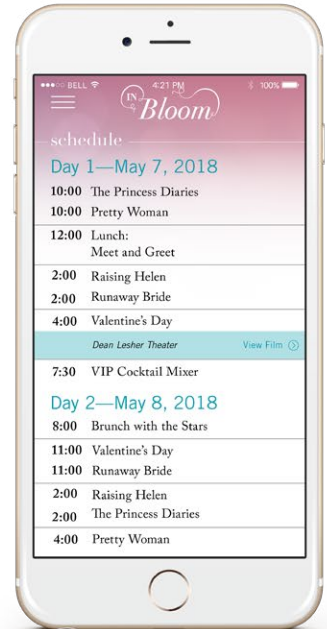 BELL 4:21 PM 100%
IN Bloom
schedule
Day 1—May 7, 2018
10:00 The Princess Diaries
10:00 Pretty Woman
12:00 Lunch:
Meet and Greet
2:00 Raising Helen
2:00 Runaway Bride
4:00 Valentine's Day
Dean Lesher Theater View Film
7:30 VIP Cocktail Mixer
Day 2—May 8, 2018
8:00 Brunch with the Stars
11:00 Valentine's Day
11:00 Runaway Bride
2:00 Raising Helen
2:00 The Princess Diaries
4:00 Pretty Woman